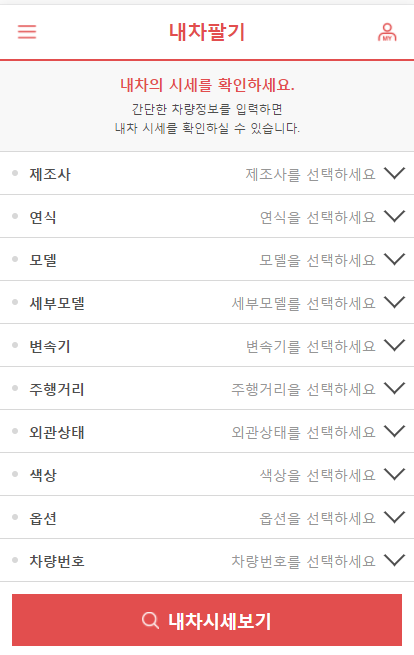 내차팔기
MY
내차의 시세를 확인하세요.
간단한 차량정보를 입력하면
내차 시세를 확인하실 수 있습니다.
제조사 제조사를 선택하세요
연식 연식을 선택하세요
모델 모델을 선택하세요
세부모델 세부모델를 선택하세요
변속기 변속기를 선택하세요
주행거리 주행거리을 선택하세요
외관상태 외관상태를 선택하세요
색상 색상을 선택하세요
옵션 옵션을 선택하세요
차량번호 차량번호를 선택하세요
내차시세보기